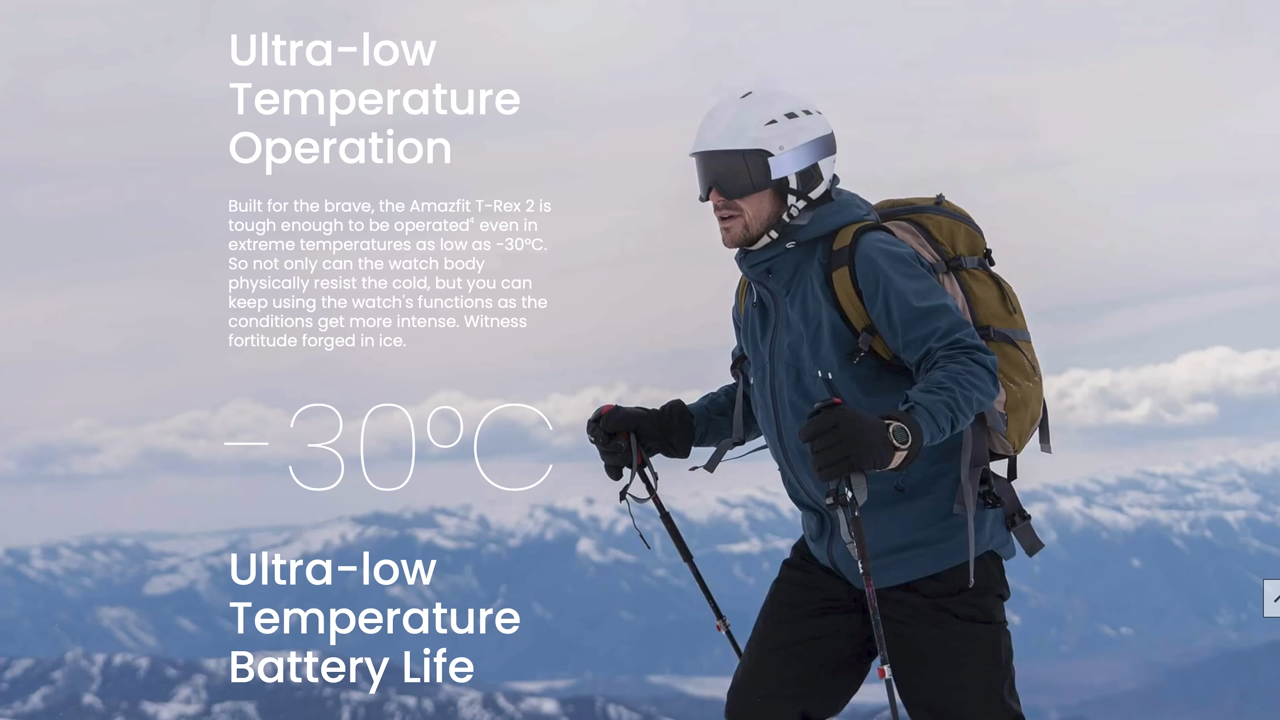 Ultra-low
Temperature
Operation
Built for the brave, the Amazfit T-Rex 2 is
tough enough to be operated⁴ even in
extreme temperatures as low as -30°C.
So not only can the watch body
physically resist the cold, but you can
keep using the watch's functions as the
conditions get more intense. Witness
fortitude forged in ice.
-30°C
Ultra-low
Temperature
Battery Life